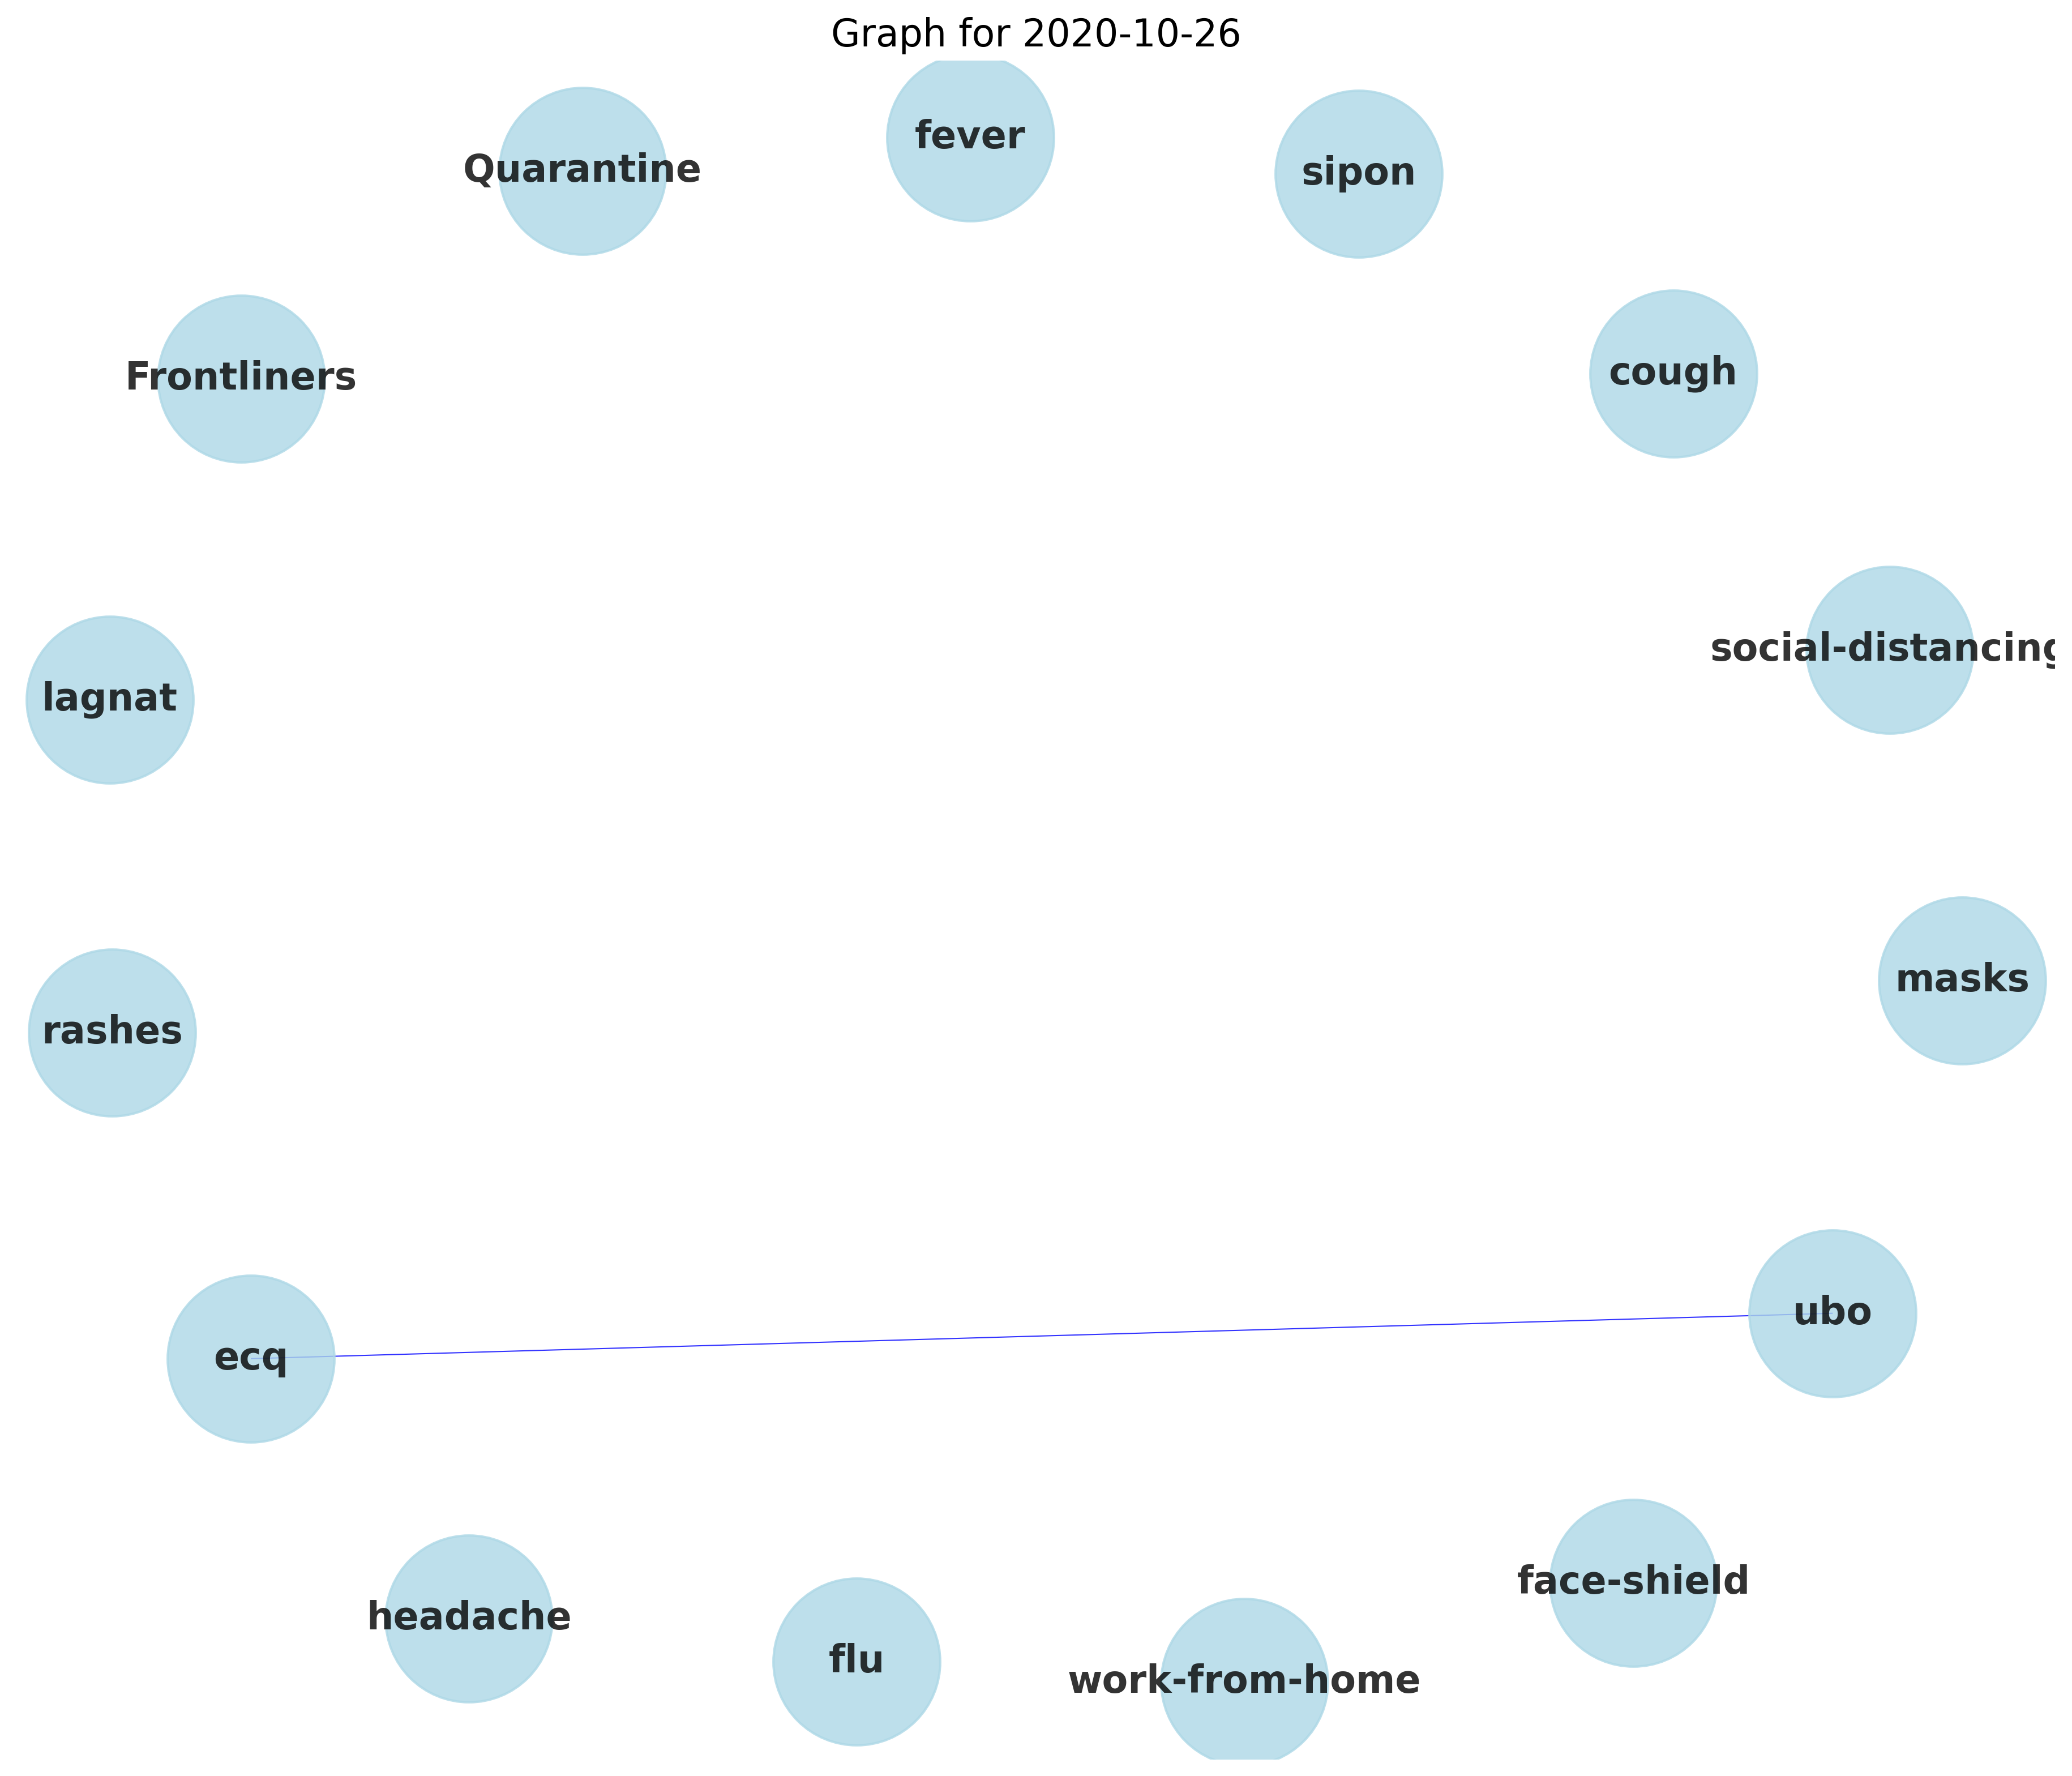 Graph for 2020-10-26
fever
Quarantine
sipon
cough
Frontliners
social-distancing
lagnat
masks
rashes
ubo
ecq
face-shield
headache
flu
work-from-home